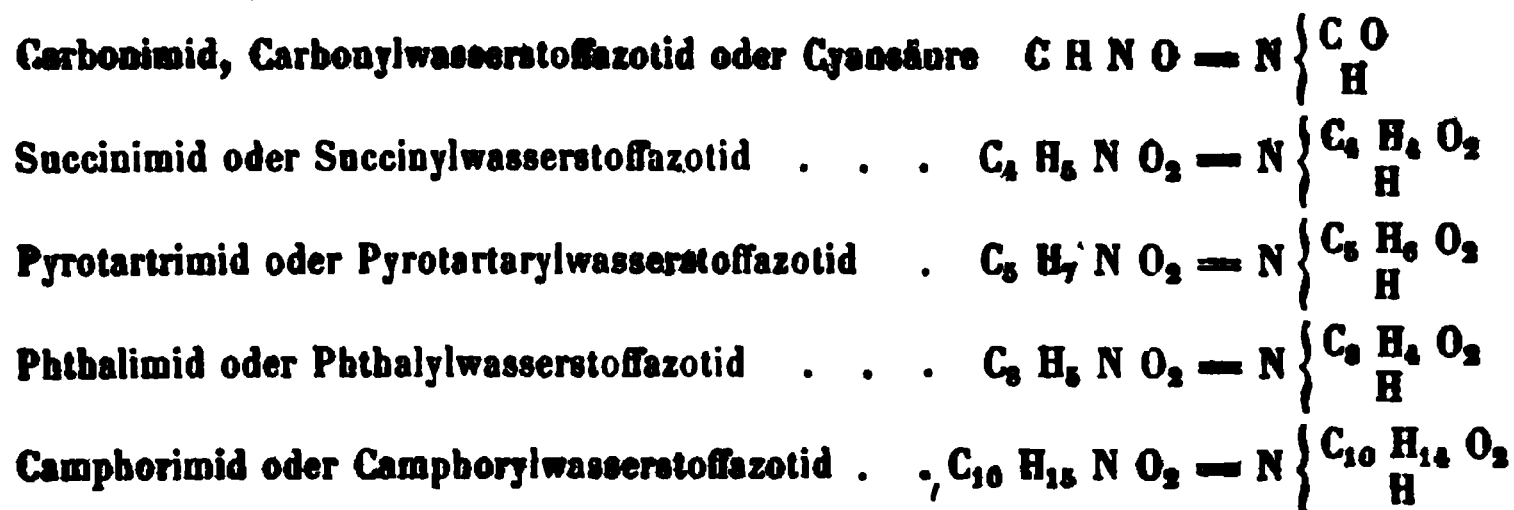 Carbonimid, Carbonylwasserstoffazotid oder Cyansäure C H N O = N { C O
H
Succinimid oder Succinylwasserstoffazotid . . . C₄ H₅ N O₂ = N { C₄ H₄ O₂
H
Pyrotartrimid oder Pyrotartarylwasserstoffazotid . C₅ H₇ N O₂ = N { C₅ H₆ O₂
H
Phthalimid oder Phthalylwasserstoffazotid . . . C₈ H₅ N O₂ = N { C₈ H₄ O₂
H
Camphorimid oder Camphorylwasserstoffazotid . . C₁₀ H₁₅ N O₂ = N { C₁₀ H₁₄ O₂
H